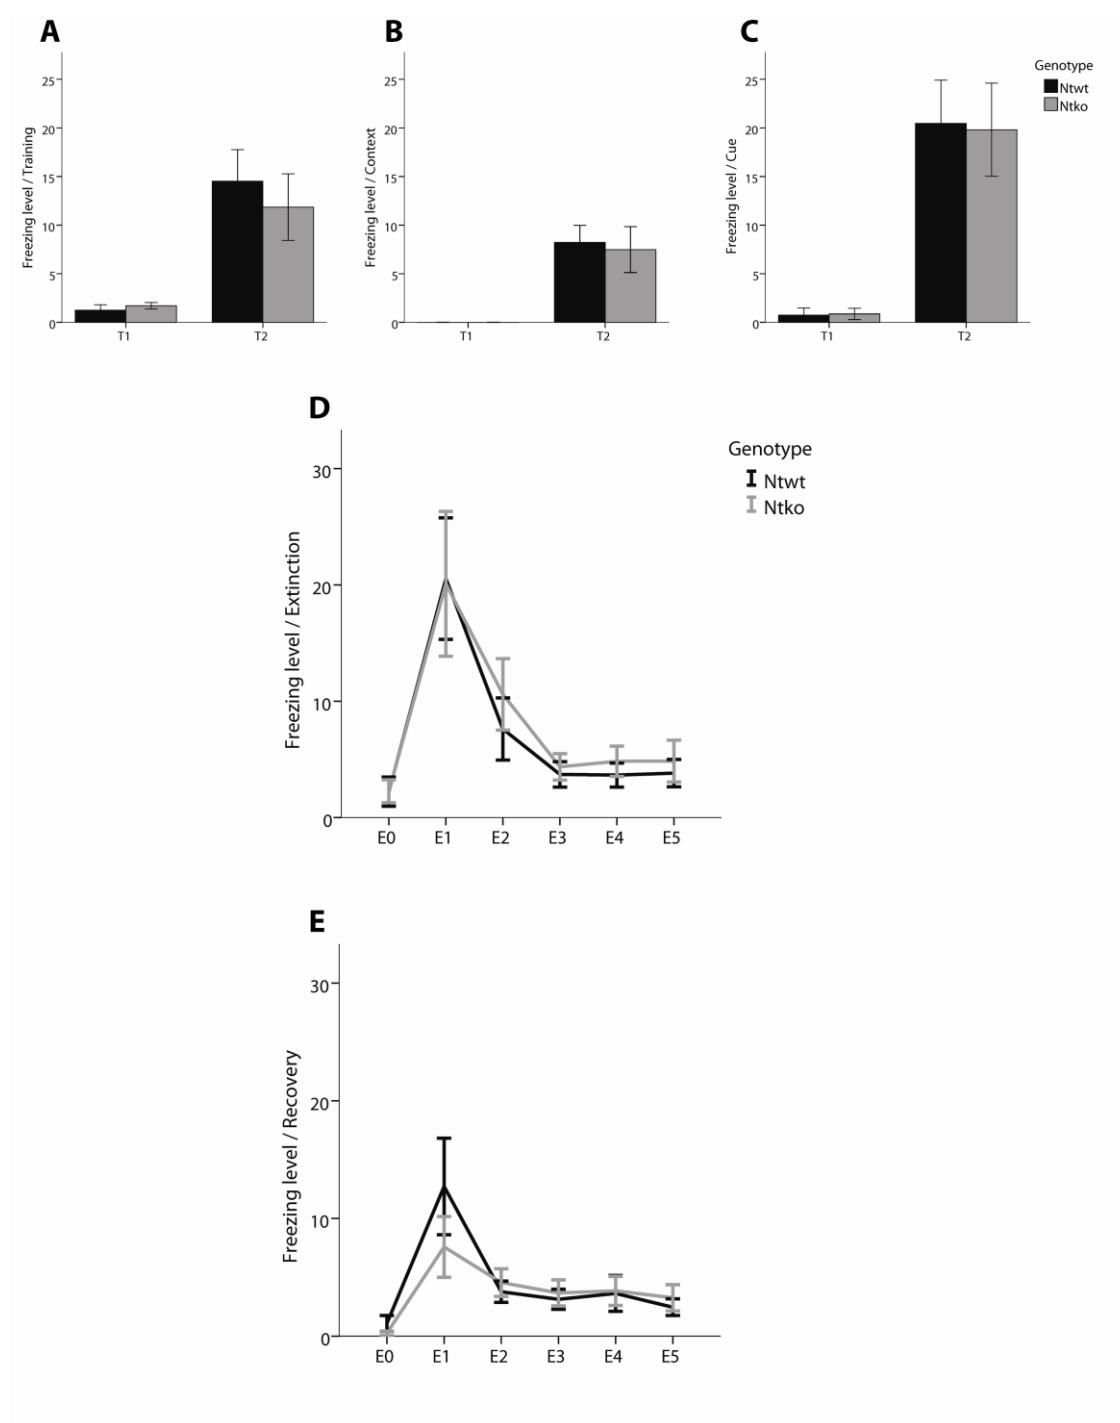 A
Freezing level / Training
25
20
15
10
5
0
T1
T2
B
Freezing level / Context
25
20
15
10
5
0
T1
T2
C
Freezing level / Cue
25
20
15
10
5
0
T1
T2
Genotype
Ntwt
Ntko
D
Freezing level / Extinction
30
20
10
0
E0
E1
E2
E3
E4
E5
Genotype
Ntwt
Ntko
E
Freezing level / Recovery
30
20
10
0
E0
E1
E2
E3
E4
E5